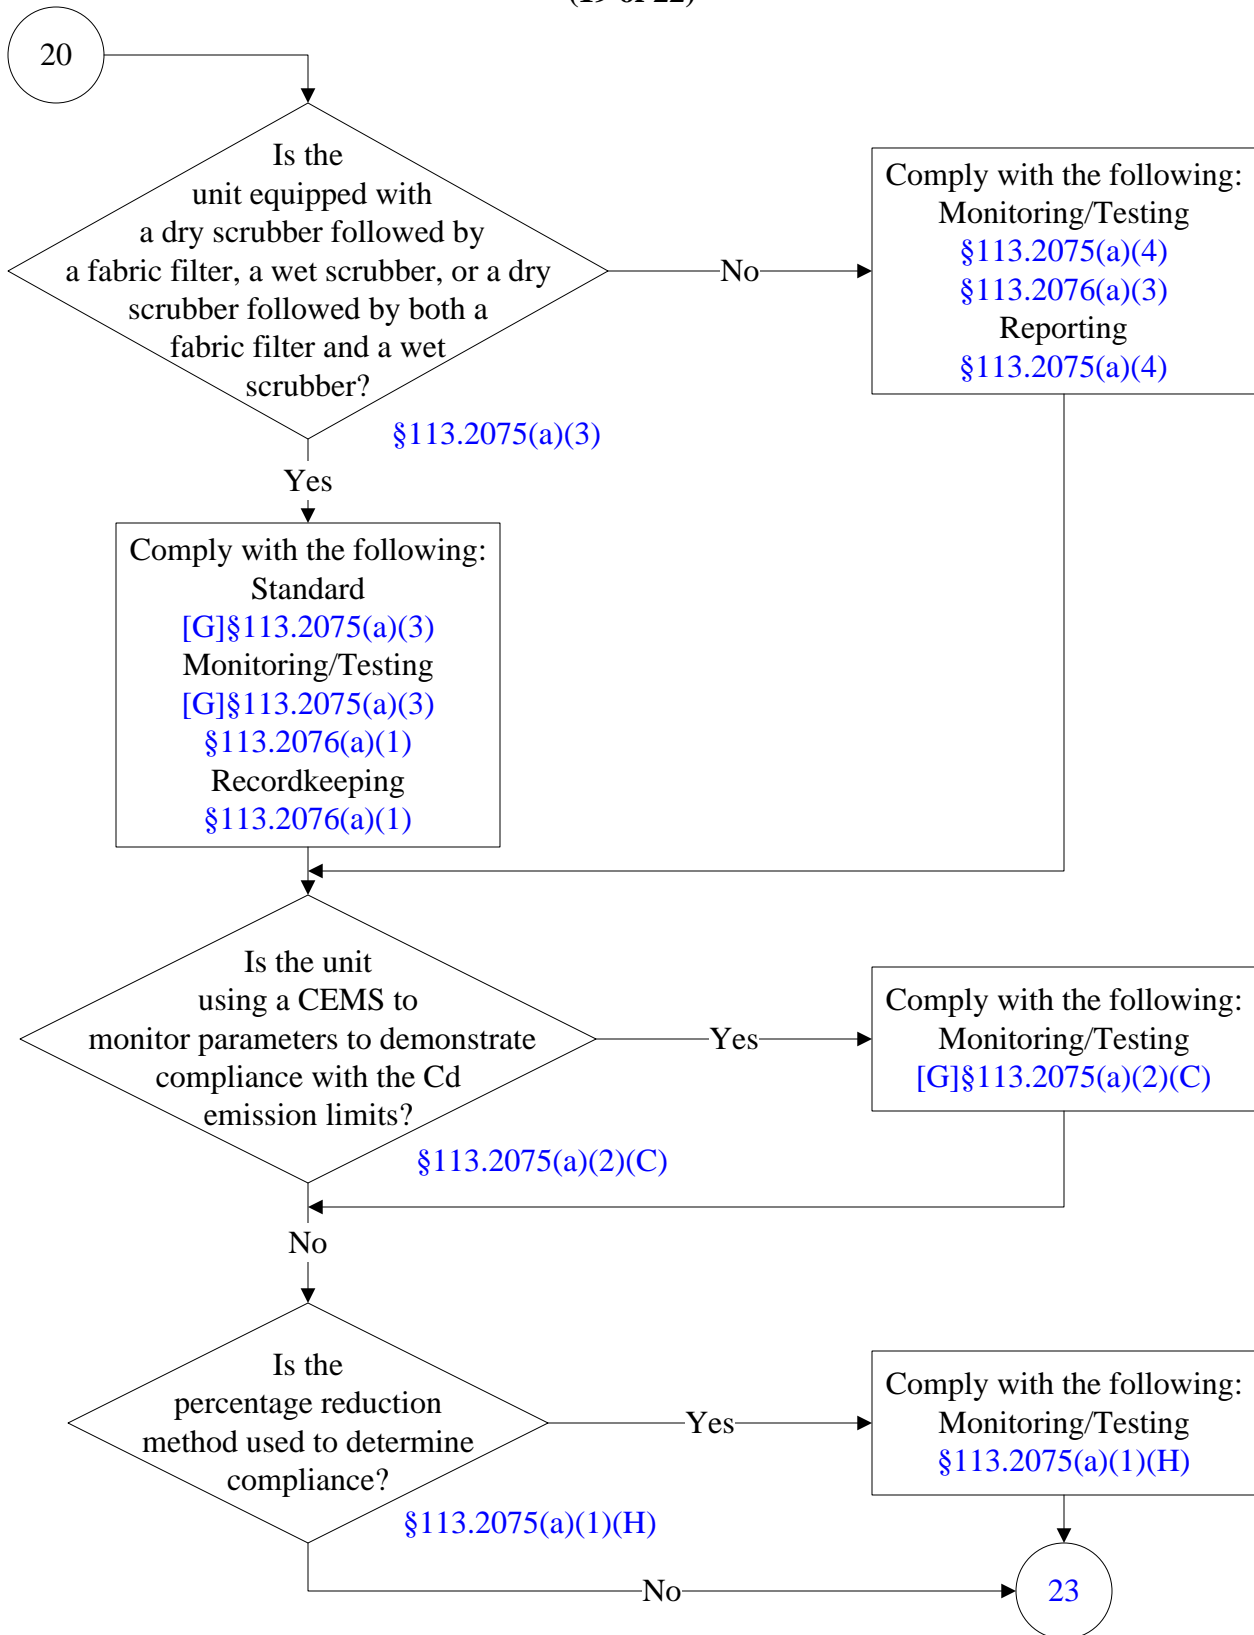 (19 of 22)
20
Is the
unit equipped with
a dry scrubber followed by
a fabric filter, a wet scrubber, or a dry
scrubber followed by both a
fabric filter and a wet
scrubber?
§113.2075(a)(3)
No
Comply with the following:
Monitoring/Testing
§113.2075(a)(4)
§113.2076(a)(3)
Reporting
§113.2075(a)(4)
Yes
Comply with the following:
Standard
[G]§113.2075(a)(3)
Monitoring/Testing
[G]§113.2075(a)(3)
§113.2076(a)(1)
Recordkeeping
§113.2076(a)(1)
Is the unit
using a CEMS to
monitor parameters to demonstrate
compliance with the Cd
emission limits?
§113.2075(a)(2)(C)
Yes
Comply with the following:
Monitoring/Testing
[G]§113.2075(a)(2)(C)
No
Is the
percentage reduction
method used to determine
compliance?
§113.2075(a)(1)(H)
Yes
Comply with the following:
Monitoring/Testing
§113.2075(a)(1)(H)
No
23